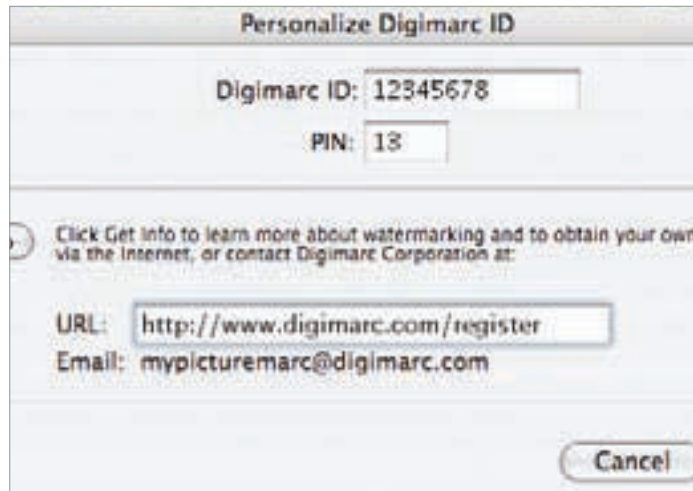 Personalize Digimarc ID
Digimarc ID: 12345678
PIN: 13
Click Get Info to learn more about watermarking and to obtain your own
via the Internet, or contact Digimarc Corporation at:
URL: http://www.digimarc.com/register
Email: mypicturemarc@digimarc.com
Cancel